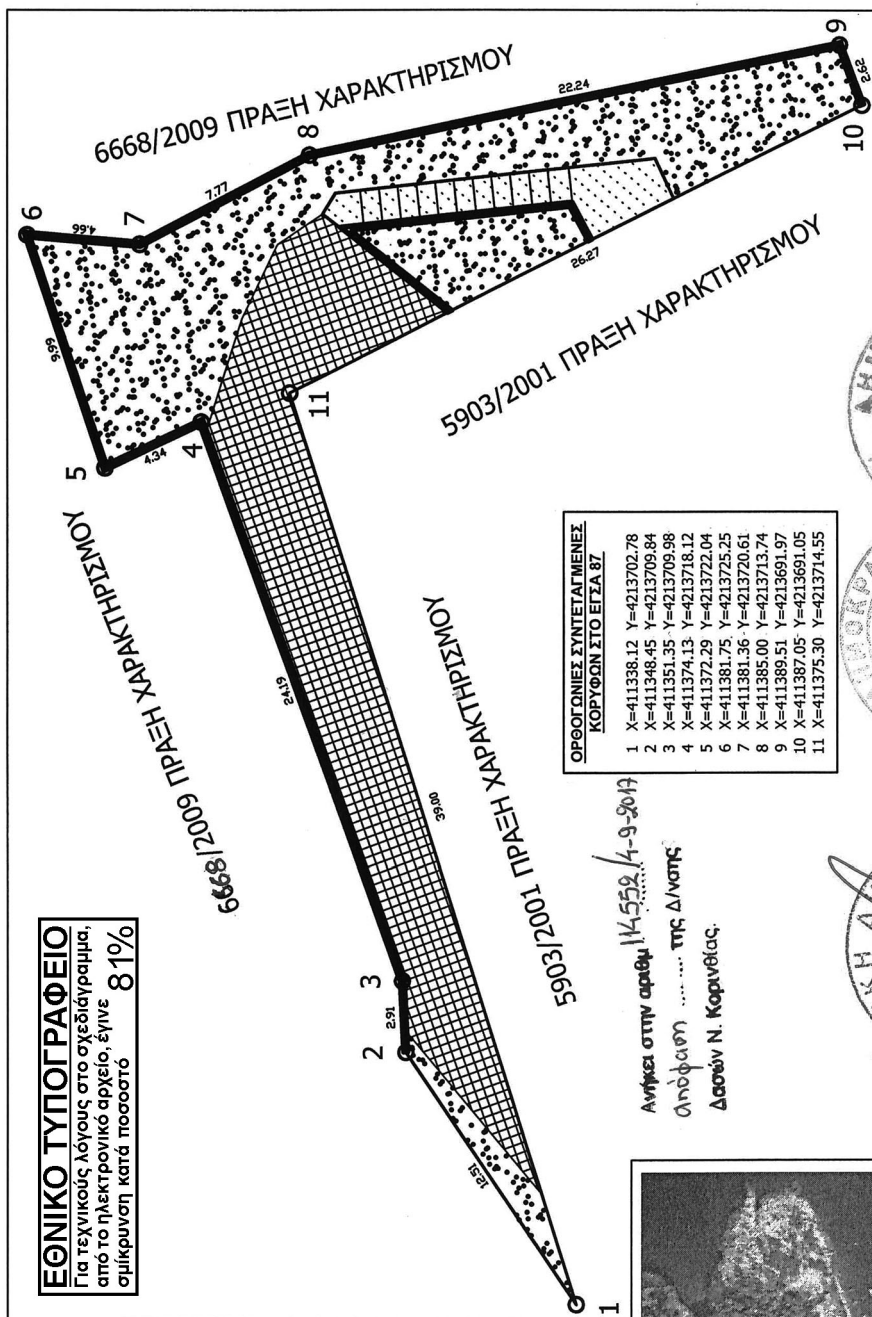 ΕΘΝΙΚΟ ΤΥΠΟΓΡΑΦΕΙΟ
Για τεχνικούς λόγους στο σχεδιάγραμμα,
από το ηλεκτρονικό αρχείο, έγινε
σμίκρυνση κατά ποσοστό 81%
6668/2009 ΠΡΑΞΗ ΧΑΡΑΚΤΗΡΙΣΜΟΥ
6668/2009 ΠΡΑΞΗ ΧΑΡΑΚΤΗΡΙΣΜΟΥ
5903/2001 ΠΡΑΞΗ ΧΑΡΑΚΤΗΡΙΣΜΟΥ
5903/2001 ΠΡΑΞΗ ΧΑΡΑΚΤΗΡΙΣΜΟΥ
1
12.51
2
2.91
3
24.19
4
4.34
5
9.99
6
4.66
7
7.77
8
22.24
9
2.62
10
26.27
11
39.00
ΟΡΘΟΓΩΝΙΕΣ ΣΥΝΤΕΤΑΓΜΕΝΕΣ
ΚΟΡΥΦΩΝ ΣΤΟ ΕΓΣΑ 87
1 X=411338.12 Y=4213702.78
2 X=411348.45 Y=4213709.84
3 X=411351.35 Y=4213709.98
4 X=411374.13 Y=4213718.12
5 X=411372.29 Y=4213722.04
6 X=411381.75 Y=4213725.25
7 X=411381.36 Y=4213720.61
8 X=411385.00 Y=4213713.74
9 X=411389.51 Y=4213691.97
10 X=411387.05 Y=4213691.05
11 X=411375.30 Y=4213714.55
Ανήκει στην αριθμ 114552/4-9-2017
απόφαση ........ της Δ/νσης
Δασών Ν. Κορινθίας.